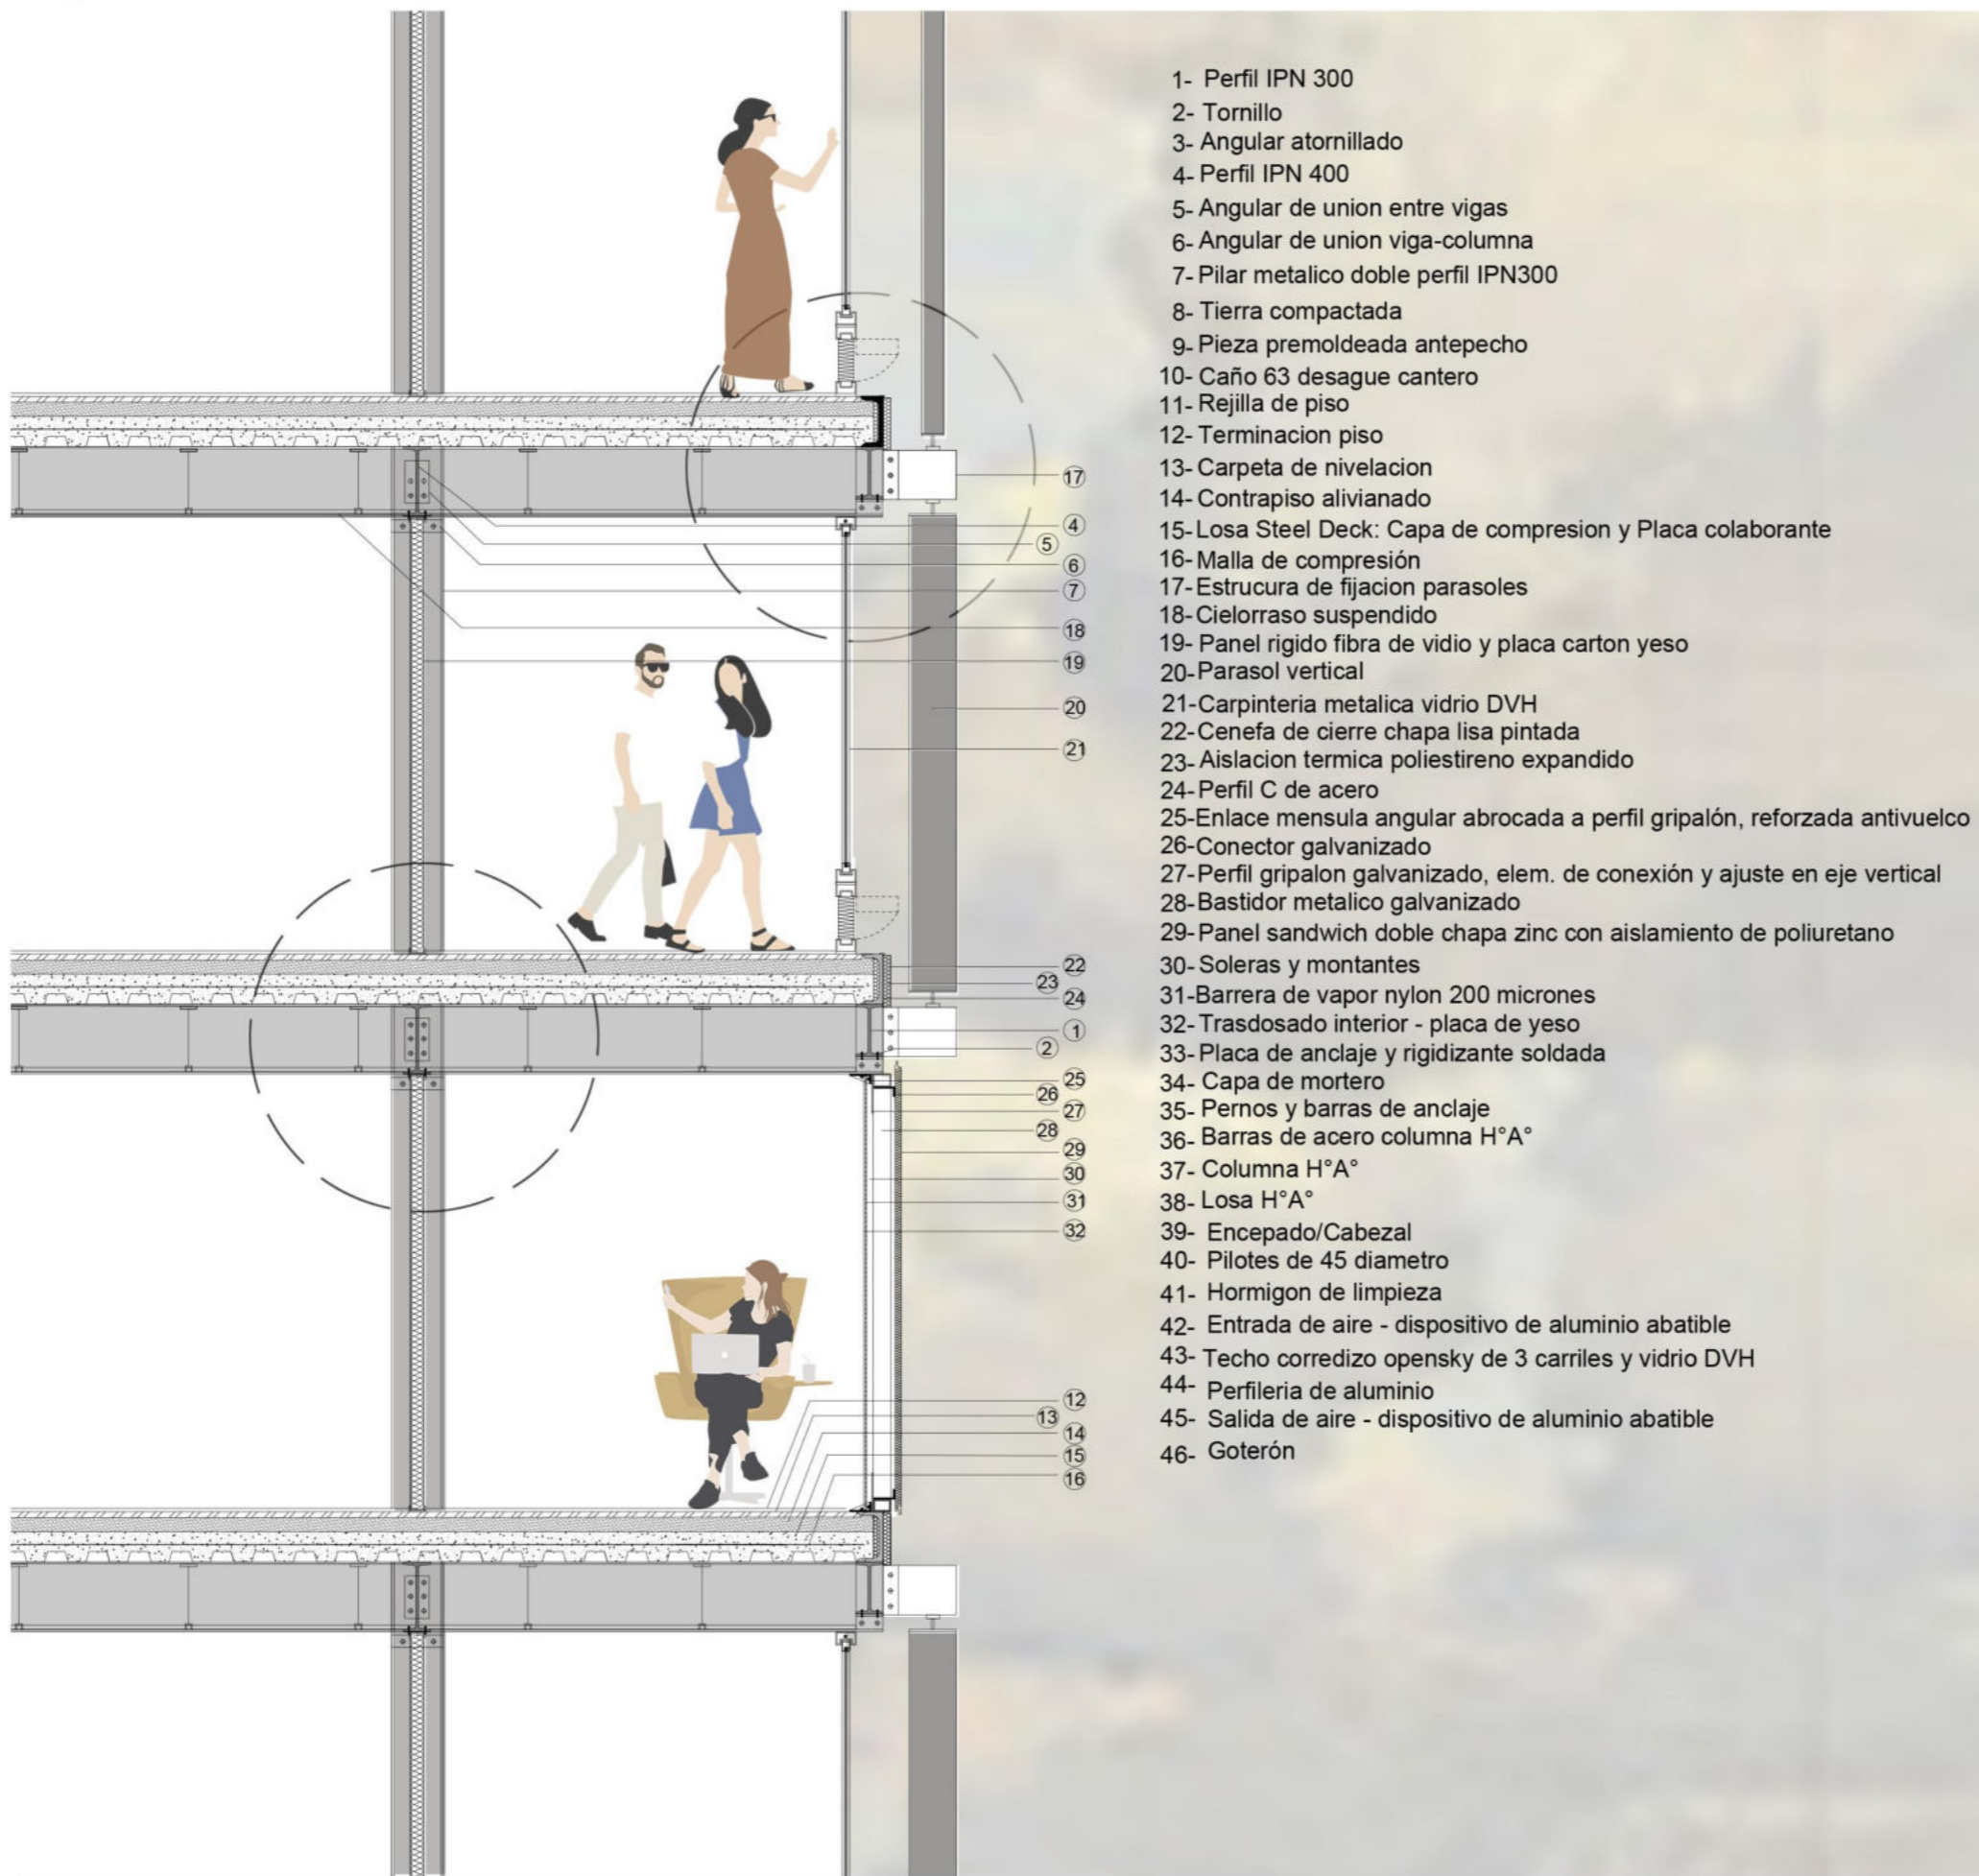 1- Perfil IPN 300
2- Tornillo
3- Angular atornillado
4- Perfil IPN 400
5- Angular de union entre vigas
6- Angular de union viga-columna
7- Pilar metalico doble perfil IPN300
8- Tierra compactada
9- Pieza premoldeada antepecho
10- Caño 63 desague cantero
11- Rejilla de piso
12- Terminacion piso
13- Carpeta de nivelacion
14- Contrapiso alivianado
15- Losa Steel Deck: Capa de compresion y Placa colaborante
16- Malla de compresión
17- Estrucura de fijacion parasoles
18- Cielorraso suspendido
19- Panel rigido fibra de vidio y placa carton yeso
20- Parasol vertical
21-Carpinteria metalica vidrio DVH
22-Cenefa de cierre chapa lisa pintada
23- Aislacion termica poliestireno expandido
24- Perfil C de acero
25-Enlace mensula angular abrocada a perfil gripalón, reforzada antivuelco
26-Conector galvanizado
27-Perfil gripalon galvanizado, elem. de conexión y ajuste en eje vertical
28-Bastidor metalico galvanizado
29-Panel sandwich doble chapa zinc con aislamiento de poliuretano
30- Soleras y montantes
31-Barrera de vapor nylon 200 micrones
32- Trasdosado interior - placa de yeso
33- Placa de anclaje y rigidizante soldada
34- Capa de mortero
35- Pernos y barras de anclaje
36- Barras de acero columna H°A°
37- Columna H°A°
38- Losa H°A°
39- Encepado/Cabezal
40- Pilotes de 45 diametro
41- Hormigon de limpieza
42- Entrada de aire - dispositivo de aluminio abatible
43- Techo corredizo opensky de 3 carriles y vidrio DVH
44- Perfileria de aluminio
45- Salida de aire - dispositivo de aluminio abatible
46- Goterón
17
4
5
6
7
18
19
20
21
22
23
24
1
2
25
26
27
28
29
30
31
32
12
13
14
15
16